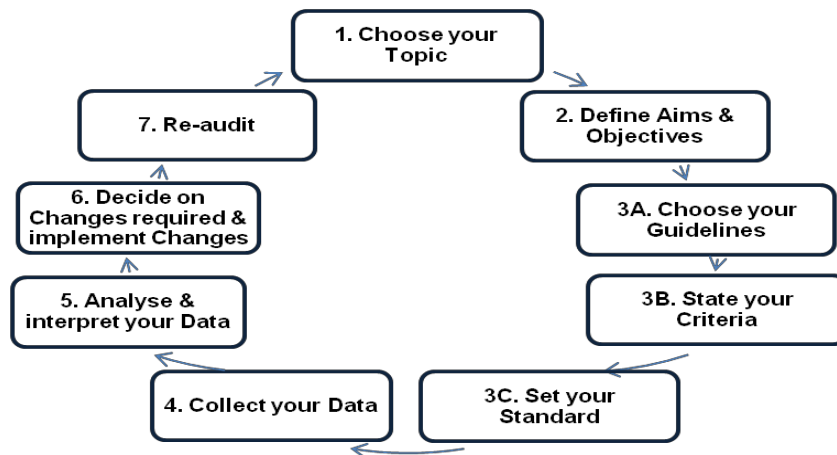 1. Choose your
Topic
2. Define Aims &
Objectives
3A. Choose your
Guidelines
3B. State your
Criteria
3C. Set your
Standard
4. Collect your Data
5. Analyse &
interpret your Data
6. Decide on
Changes required &
implement Changes
7. Re-audit